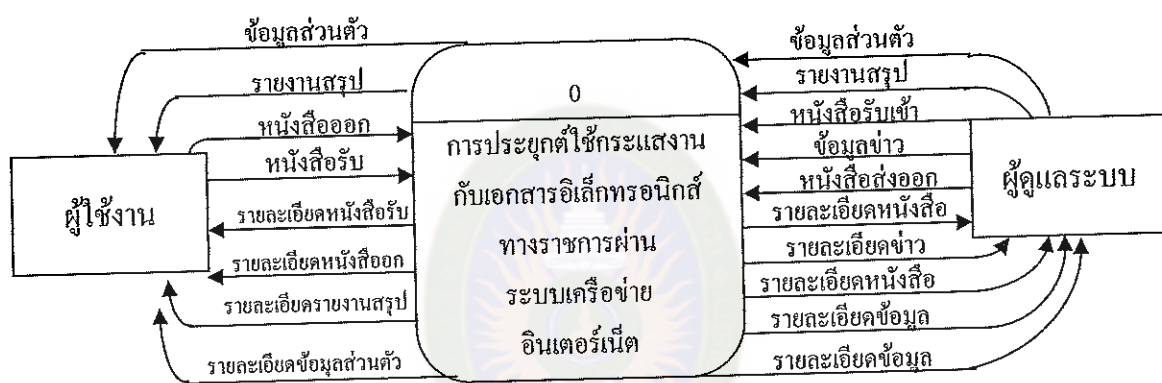 ข้อมูลส่วนตัว
รายงานสรุป
หนังสือออก
หนังสือรับ
ผู้ใช้งาน
รายละเอียดหนังสือรับ
รายละเอียดหนังสือออก
รายละเอียดรายงานสรุป
รายละเอียดข้อมูลส่วนตัว
0
การประยุกต์ใช้กระแสงาน
กับเอกสารอิเล็กทรอนิกส์
ทางราชการผ่าน
ระบบเครือข่าย
อินเตอร์เน็ต
ข้อมูลส่วนตัว
รายงานสรุป
หนังสือรับเข้า
ข้อมูลข่าว
หนังสือส่งออก
รายละเอียดหนังสือ
รายละเอียดข่าว
รายละเอียดหนังสือ
รายละเอียดข้อมูล
รายละเอียดข้อมูล
ผู้ดูแลระบบ